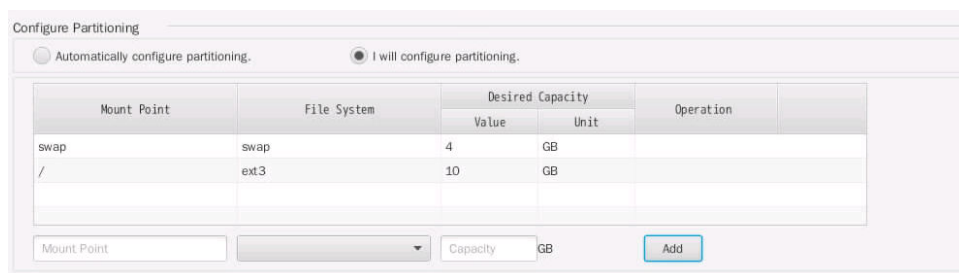 Configure Partitioning
Automatically configure partitioning. I will configure partitioning.
Mount Point File System Desired Capacity Operation
Value Unit
swap swap 4 GB
/ ext3 10 GB
Mount Point Capacity GB Add